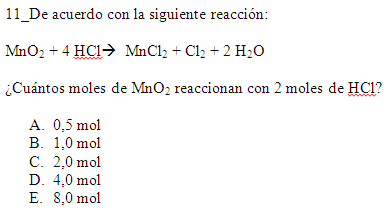 11_De acuerdo con la siguiente reacción:
MnO₂ + 4 HCl→ MnCl₂ + Cl₂ + 2 H₂O
¿Cuántos moles de MnO₂ reaccionan con 2 moles de HCl?
A. 0,5 mol
B. 1,0 mol
C. 2,0 mol
D. 4,0 mol
E. 8,0 mol